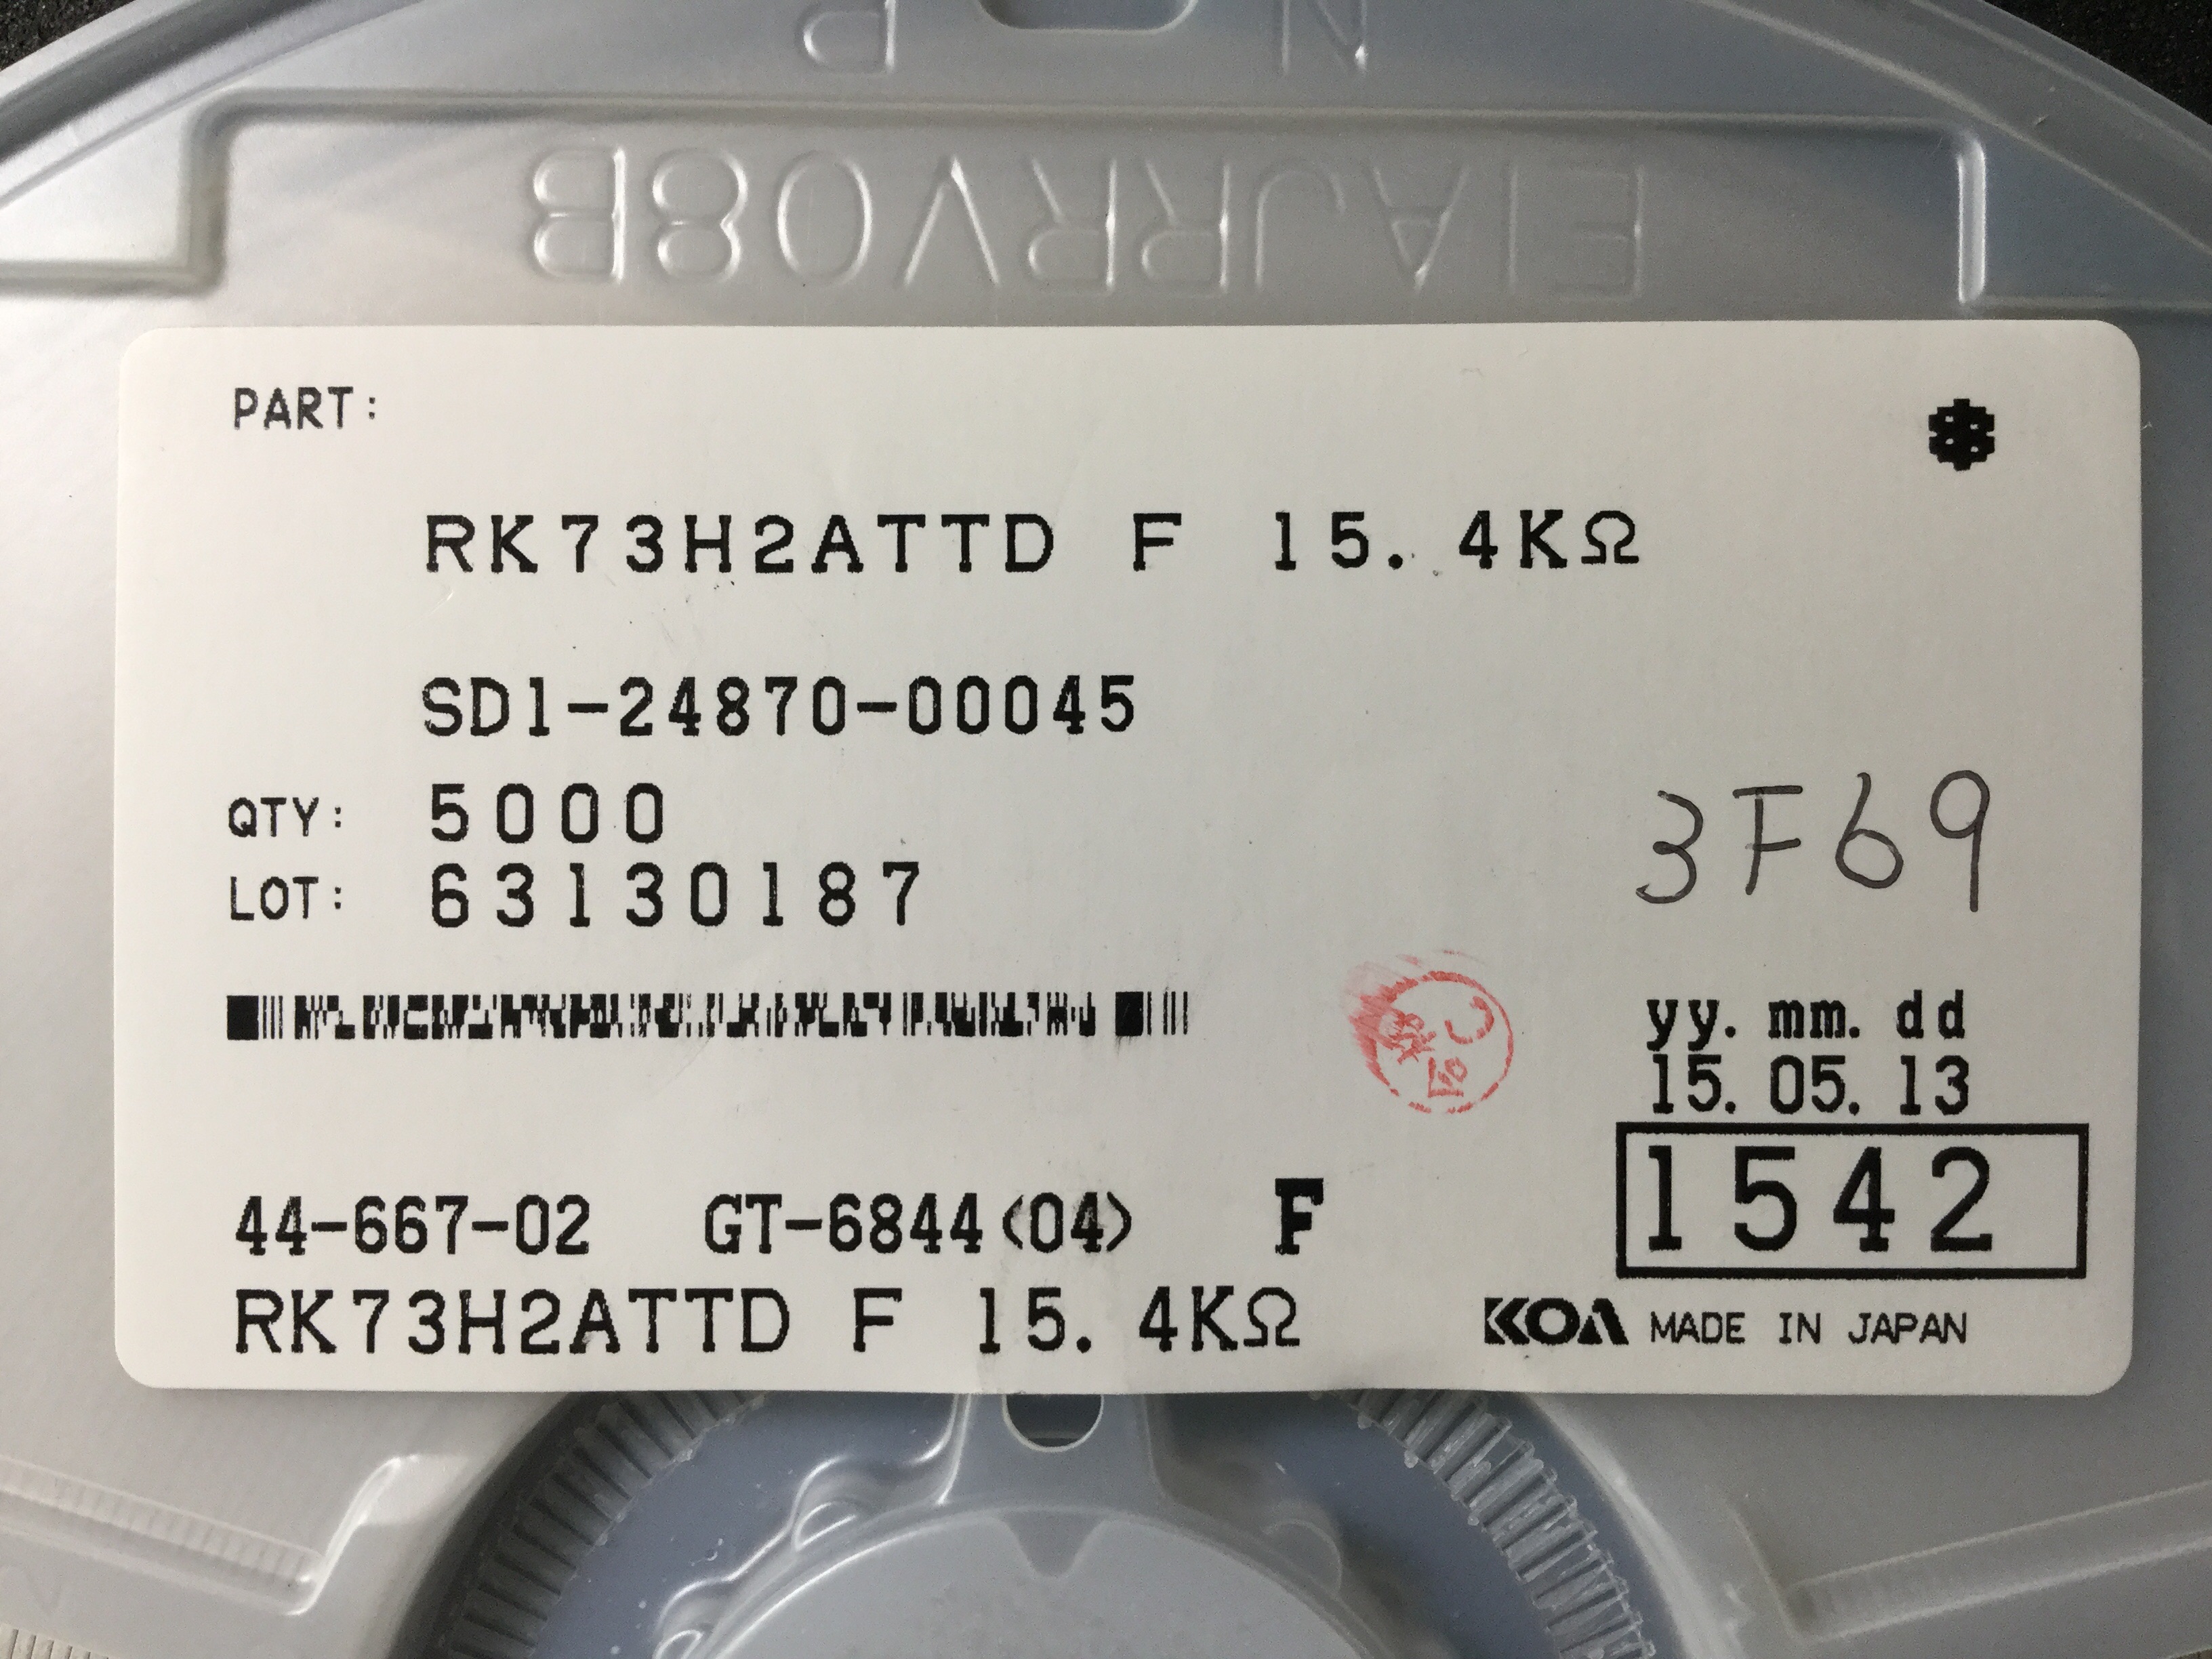 N P
EIAJRRV08B
PART:
RK73H2ATTD F 15.4KΩ
SD1-24870-00045
QTY: 5000
LOT: 63130187
3F69
yy.mm.dd
15.05.13
1542
44-667-02 GT-6844(04) F
RK73H2ATTD F 15.4KΩ
KOA MADE IN JAPAN